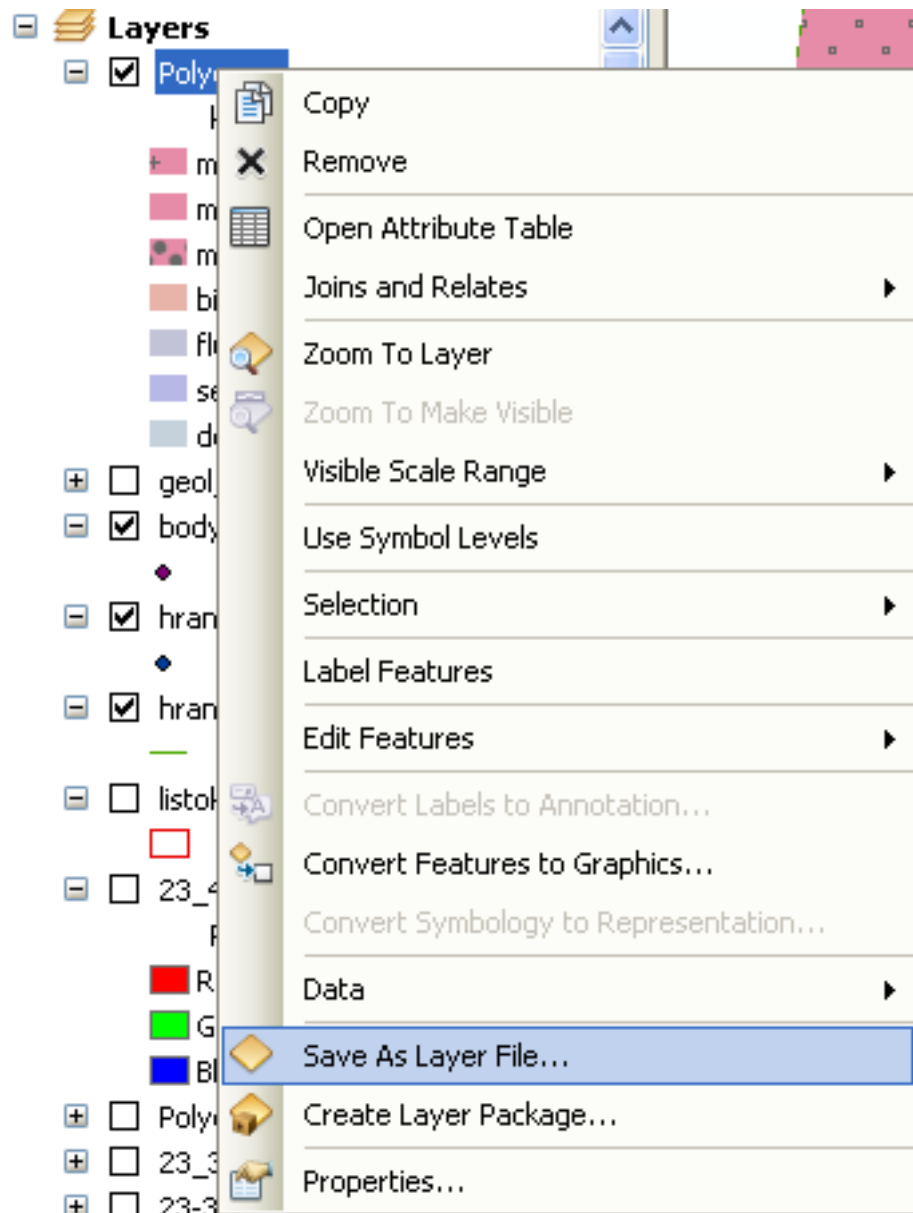 Layers
Poly
Copy
m
Remove
m
Open Attribute Table
m
Joins and Relates
bi
Zoom To Layer
se
Zoom To Make Visible
Visible Scale Range
geol_
body
Use Symbol Levels
hran
Selection
Label Features
hran
Edit Features
listok
Convert Labels to Annotation...
Convert Features to Graphics...
23_4
Convert Symbology to Representation...
R
Data
G
Save As Layer File...
Bl
Create Layer Package...
Poly
23_3
Properties...
23-3